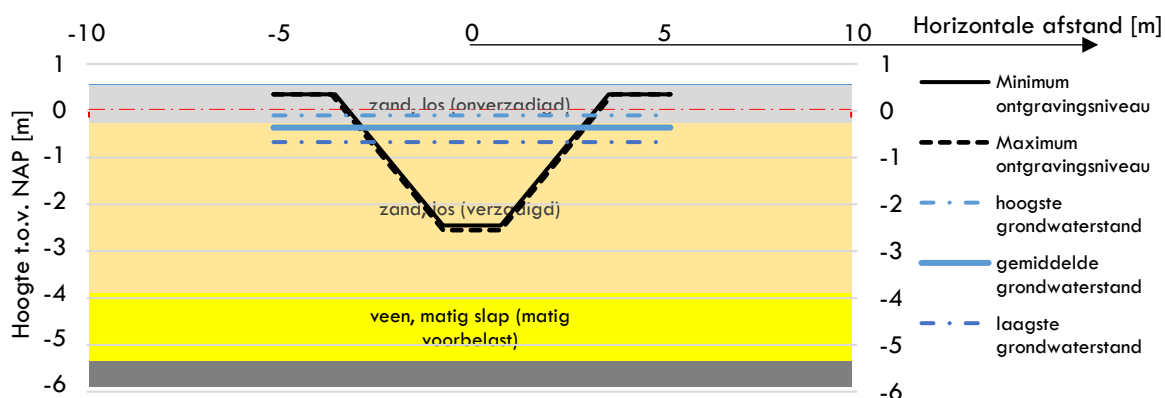 Horizontale afstand [m]
-10 -5 0 5 10
Hoogte t.o.v. NAP [m]
1
0
-1
-2
-3
-4
-5
-6
zand, los (onverzadigd)
zand, los (verzadigd)
veen, matig slap (matig
voorbelast)
1
0
-1
-2
-3
-4
-5
-6
Minimum
ontgravingsniveau
Maximum
ontgravingsniveau
hoogste
grondwaterstand
gemiddelde
grondwaterstand
laagste
grondwaterstand